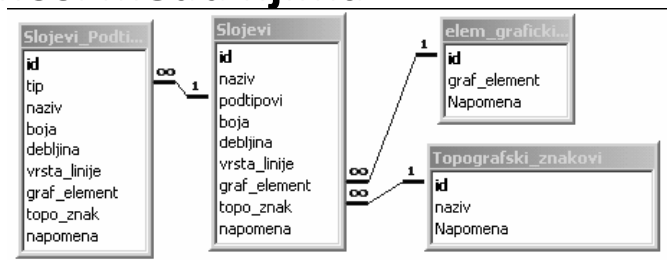 Slojevi_Podti...
id
tip
naziv
boja
debljina
vrsta_linije
graf_element
topo_znak
napomena
∞
1
Slojevi
id
naziv
podtipovi
boja
debljina
vrsta_linije
graf_element
topo_znak
napomena
∞
∞
1
1
elem_graficki...
id
graf_element
Napomena
Topografski_znakovi
id
naziv
Napomena